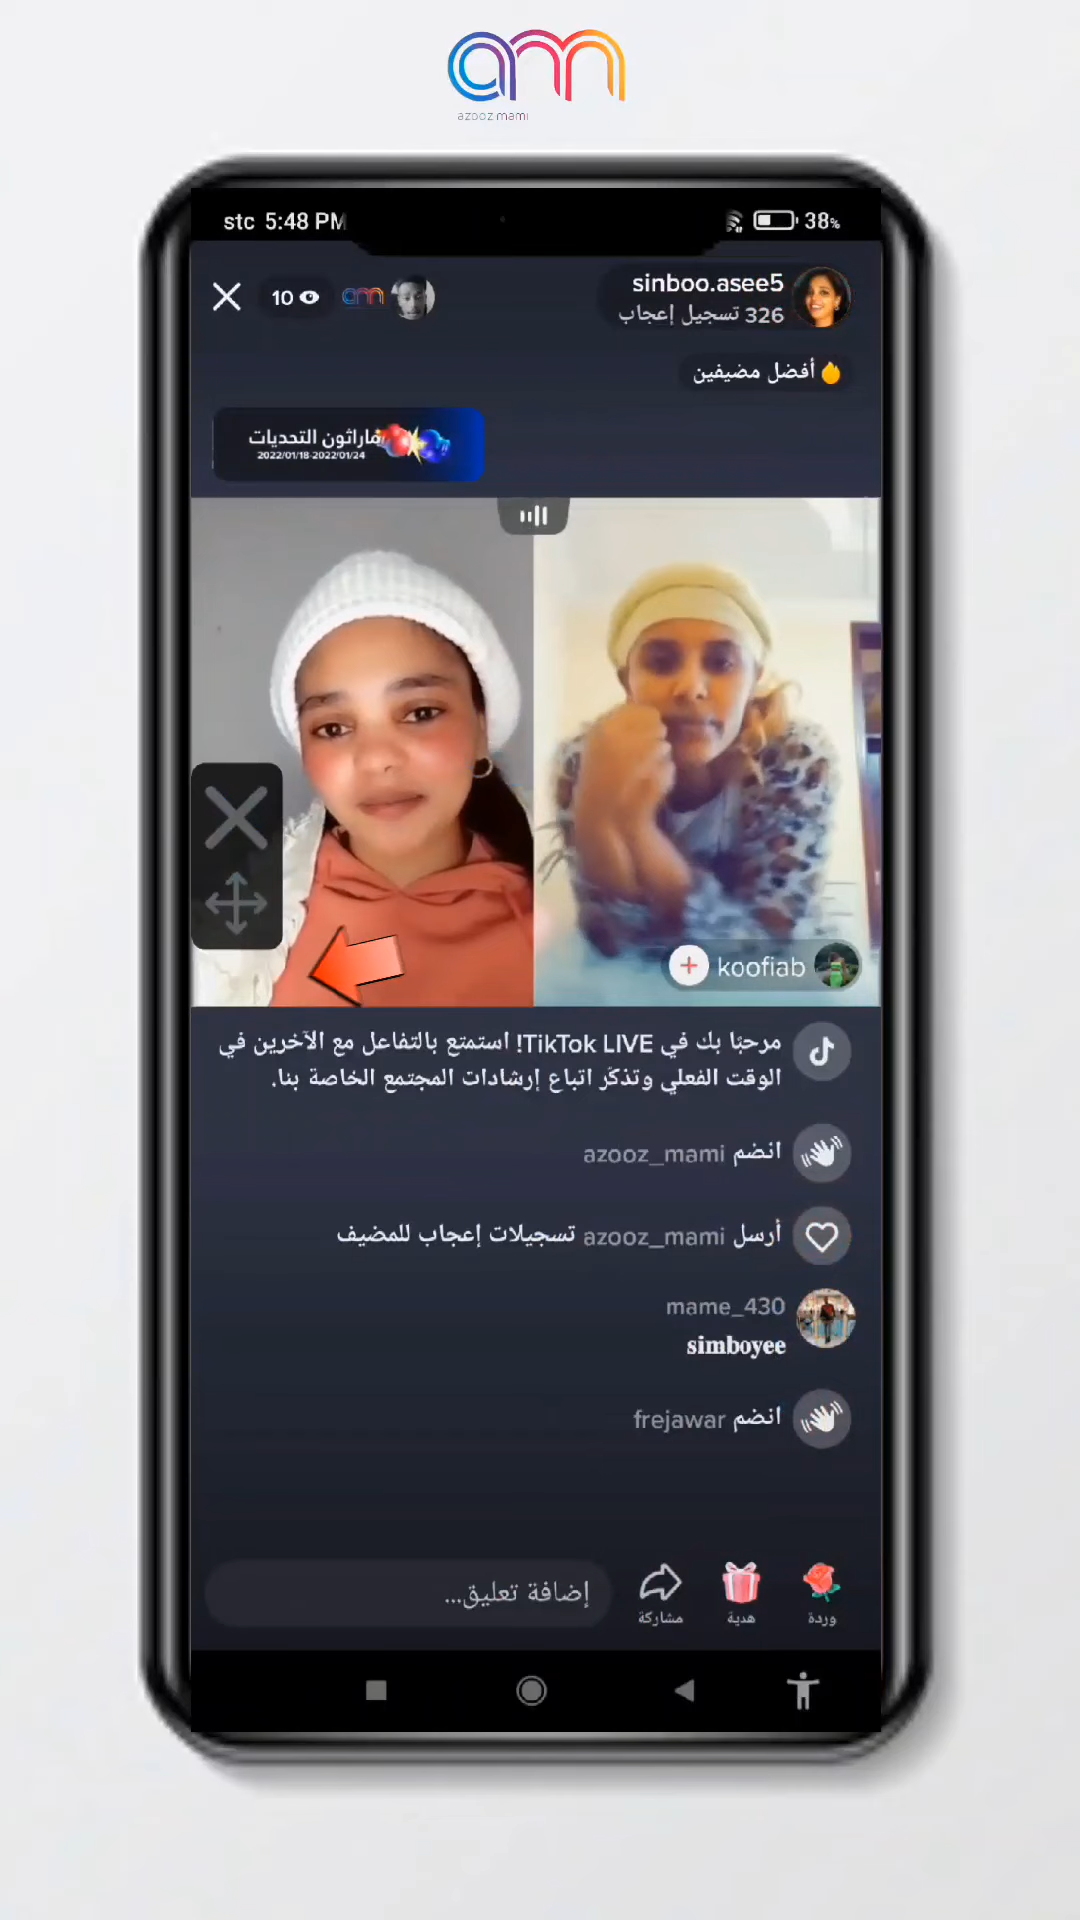 azooz mami
stc 5:48 PM
38%
10
sinboo.asee5
326 تسجيل إعجاب
أفضل مضيفين
ماراثون التحديات
2022/01/18-2022/01/24
koofiab
مرحبًا بك في TikTok LIVE! استمتع بالتفاعل مع الآخرين في
الوقت الفعلي وتذكّر اتباع إرشادات المجتمع الخاصة بنا.
انضم azooz_mami
أرسل azooz_mami تسجيلات إعجاب للمضيف
mame_430
simboyee
انضم frejawar
إضافة تعليق...
مشاركة
هدية
وردة